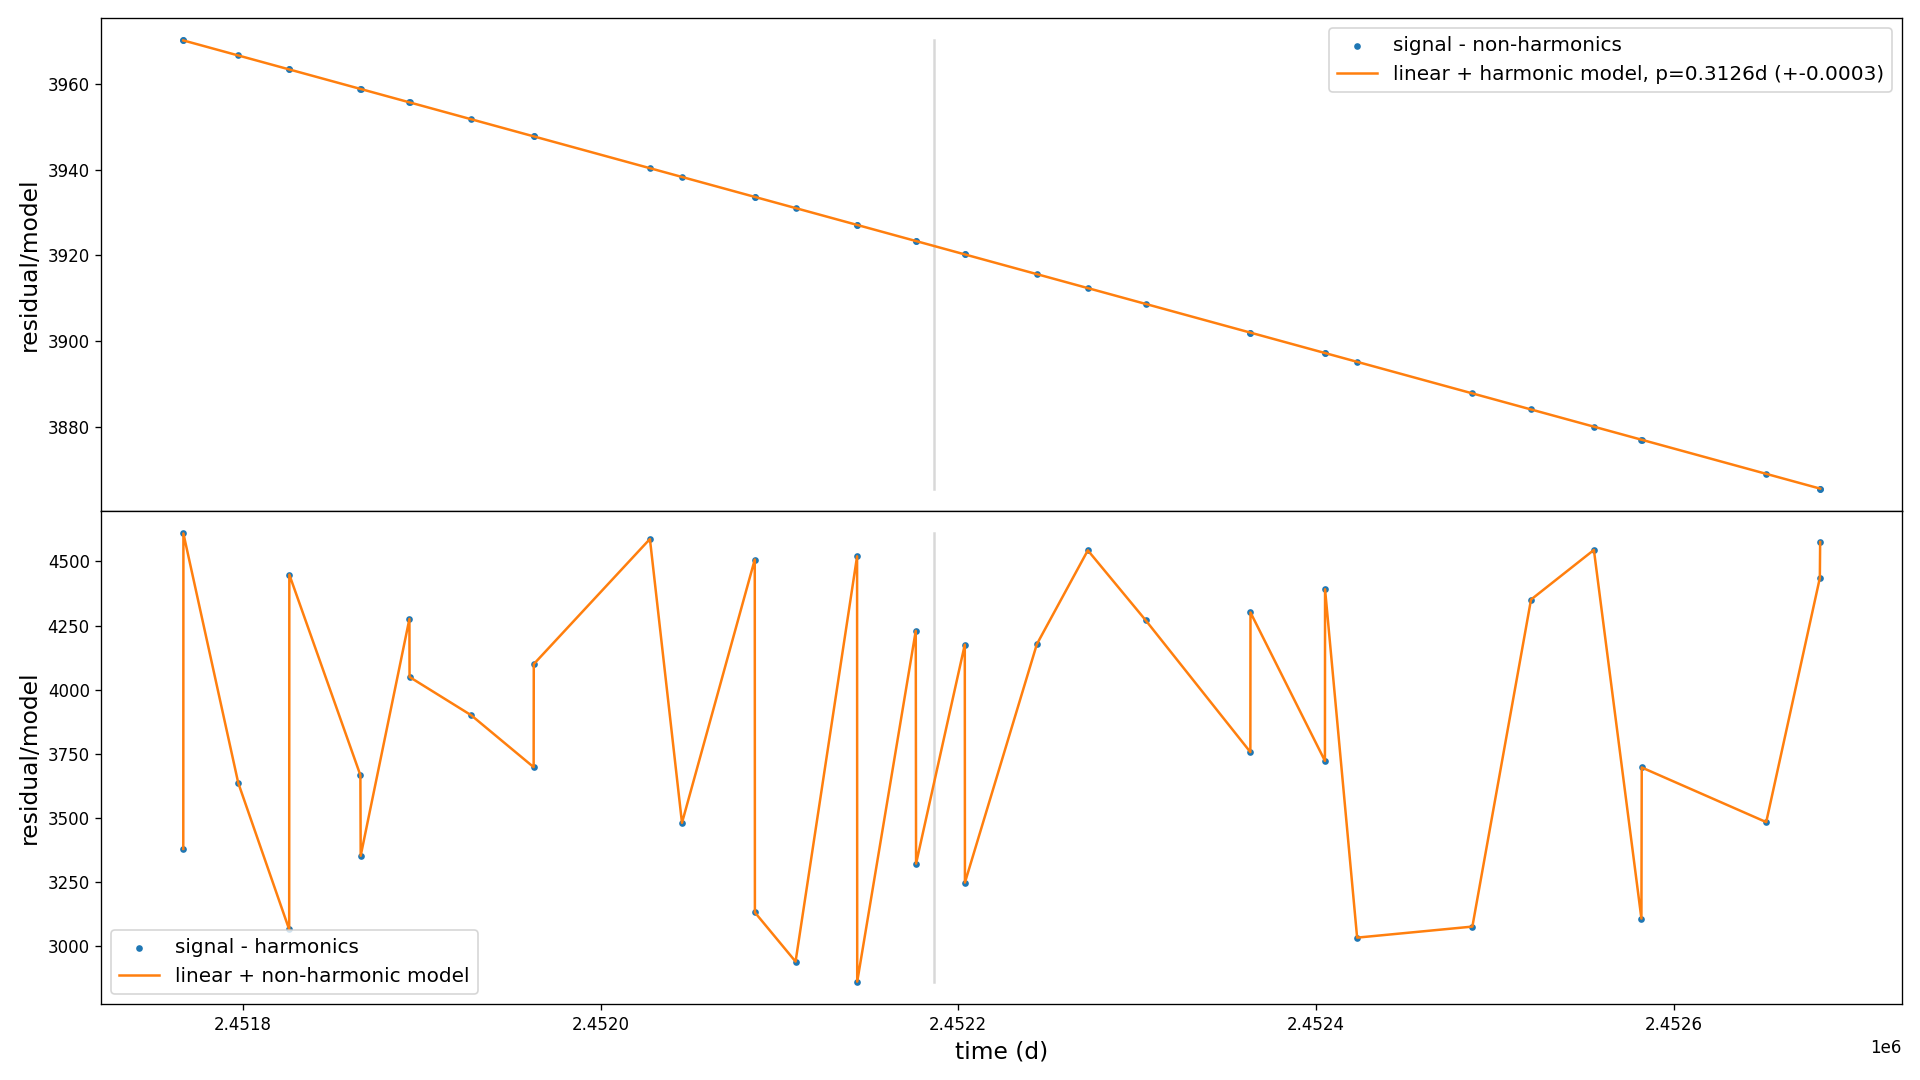 signal - non-harmonics
linear + harmonic model, p=0.3126d (+-0.0003)
3960
3940
3920
3900
3880
residual/model
4500
4250
4000
3750
3500
3250
3000
residual/model
signal - harmonics
linear + non-harmonic model
2.4518
2.4520
2.4522
2.4524
2.4526
1e6
time (d)